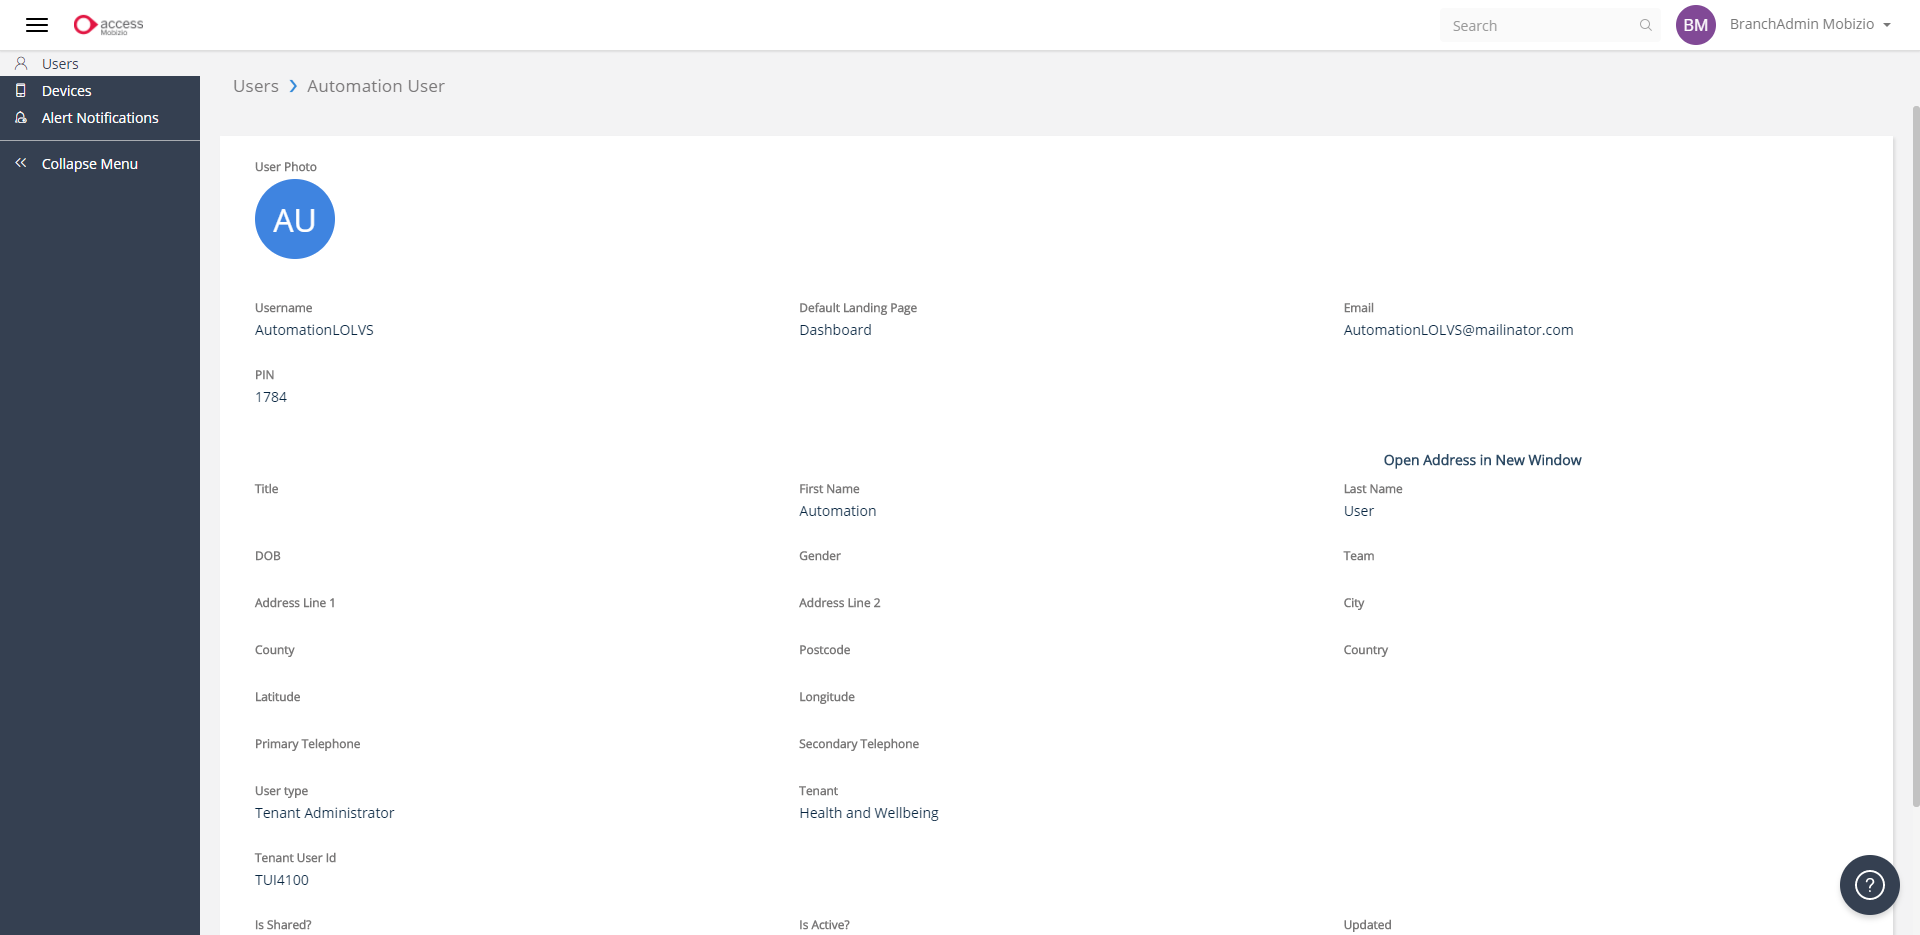 access
Mobizio
Search
BM
BranchAdmin Mobizio
Users
Devices
Alert Notifications
Collapse Menu
Users > Automation User
User Photo
AU
Username Default Landing Page Email
AutomationLOLVS Dashboard AutomationLOLVS@mailinator.com
PIN
1784
Open Address in New Window
Title First Name Last Name
Automation User
DOB Gender Team
Address Line 1 Address Line 2 City
County Postcode Country
Latitude Longitude
Primary Telephone Secondary Telephone
User type Tenant
Tenant Administrator Health and Wellbeing
Tenant User Id
TUI4100
Is Shared? Is Active? Updated
?